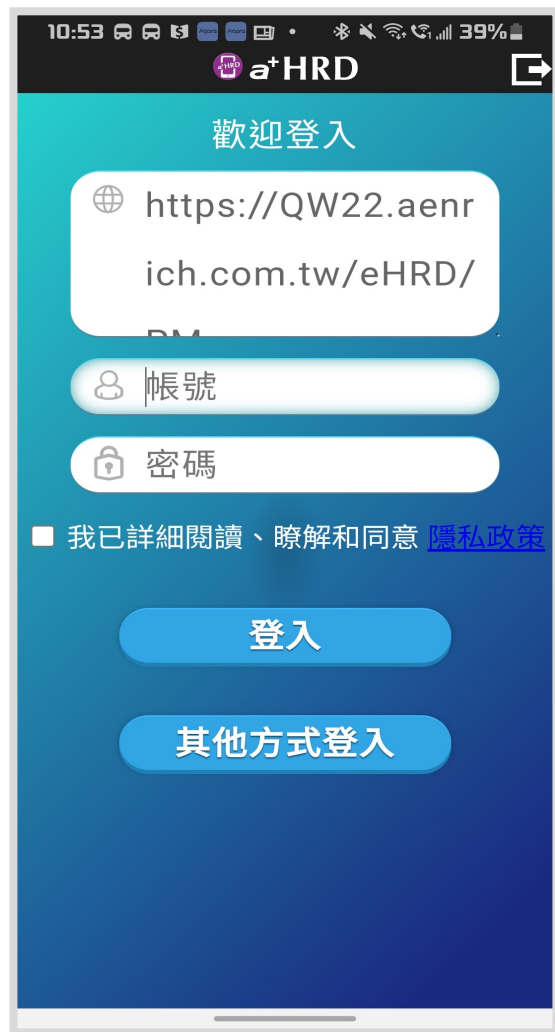 10:53 39%
a+HRD
歡迎登入
https://QW22.aenr
ich.com.tw/eHRD/
帳號
密碼
我已詳細閱讀、瞭解和同意 隱私政策
登入
其他方式登入